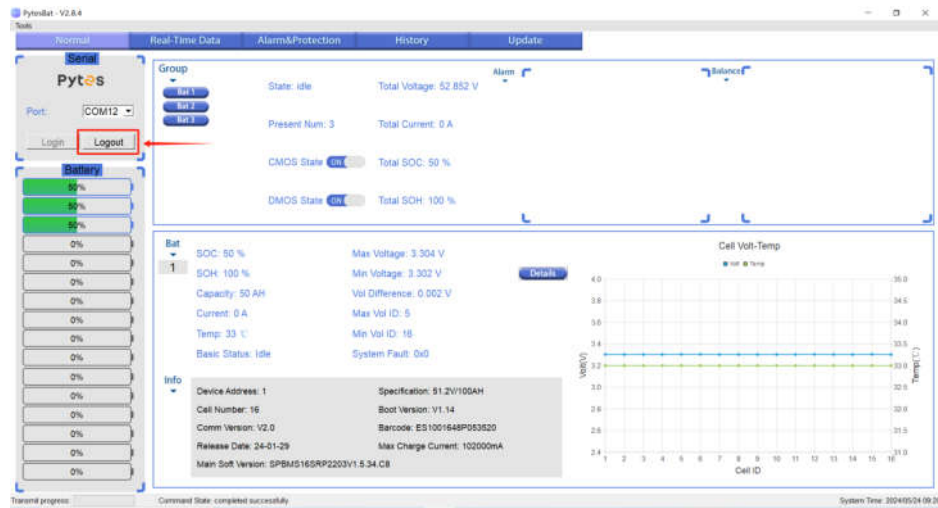 PytesBat - V2.8.4
Tools
Normal Real-Time Data Alarm&Protection History Update
Serial
Pytes
Port: COM12
Login Logout
Battery
50%
50%
50%
0%
0%
0%
0%
0%
0%
0%
0%
0%
0%
0%
0%
0%
Group
Bat 1
Bat 2
Bat 3
State: Idle Total Voltage: 52.852 V
Present Num: 3 Total Current: 0 A
CMOS State ON Total SOC: 50 %
DMOS State ON Total SOH: 100 %
Alarm
Balance
Bat
1
SOC: 50 % Max Voltage: 3.304 V
SOH: 100 % Min Voltage: 3.302 V
Capacity: 50 AH Vol Difference: 0.002 V
Current: 0 A Max Vol ID: 5
Temp: 33 ℃ Min Vol ID: 16
Basic Status: Idle System Fault: 0x0
Details
Info
Device Address: 1 Specification: 51.2V/100AH
Cell Number: 16 Boot Version: V1.14
Comm Version: V2.0 Barcode: ES1001648P053520
Release Date: 24-01-29 Max Charge Current: 102000mA
Main Soft Version: SPBMS16SRP2203V1.5.34.C8
Cell Volt-Temp
Volt Temp
4.0 35.0
3.8 34.5
3.6 34.0
3.4 33.5
3.2 33.0
3.0 32.5
2.8 32.0
2.6 31.5
2.4 31.0
Volt(V)
Temp(℃)
1 2 3 4 5 6 7 8 9 10 11 12 13 14 15 16
Cell ID
Transmit progress: Command State: completed successfully. System Time: 2024/05/24 09:20